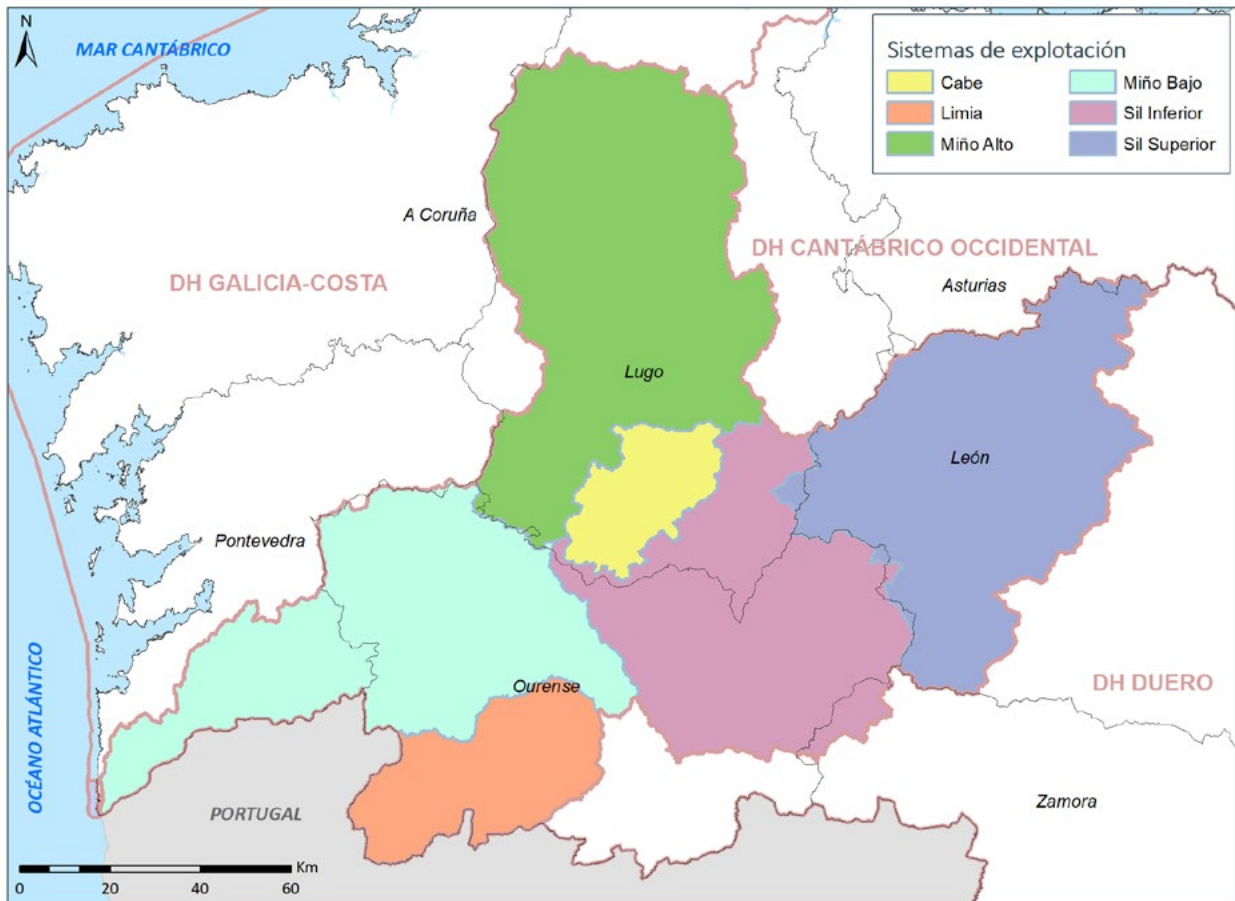 N
MAR CANTÁBRICO
Sistemas de explotación
Cabe
Limia
Miño Alto
Miño Bajo
Sil Inferior
Sil Superior
A Coruña
DH GALICIA-COSTA
DH CANTÁBRICO OCCIDENTAL
Asturias
Lugo
León
Pontevedra
Ourense
DH DUERO
OCÉANO ATLÁNTICO
PORTUGAL
Zamora
Km
0 20 40 60